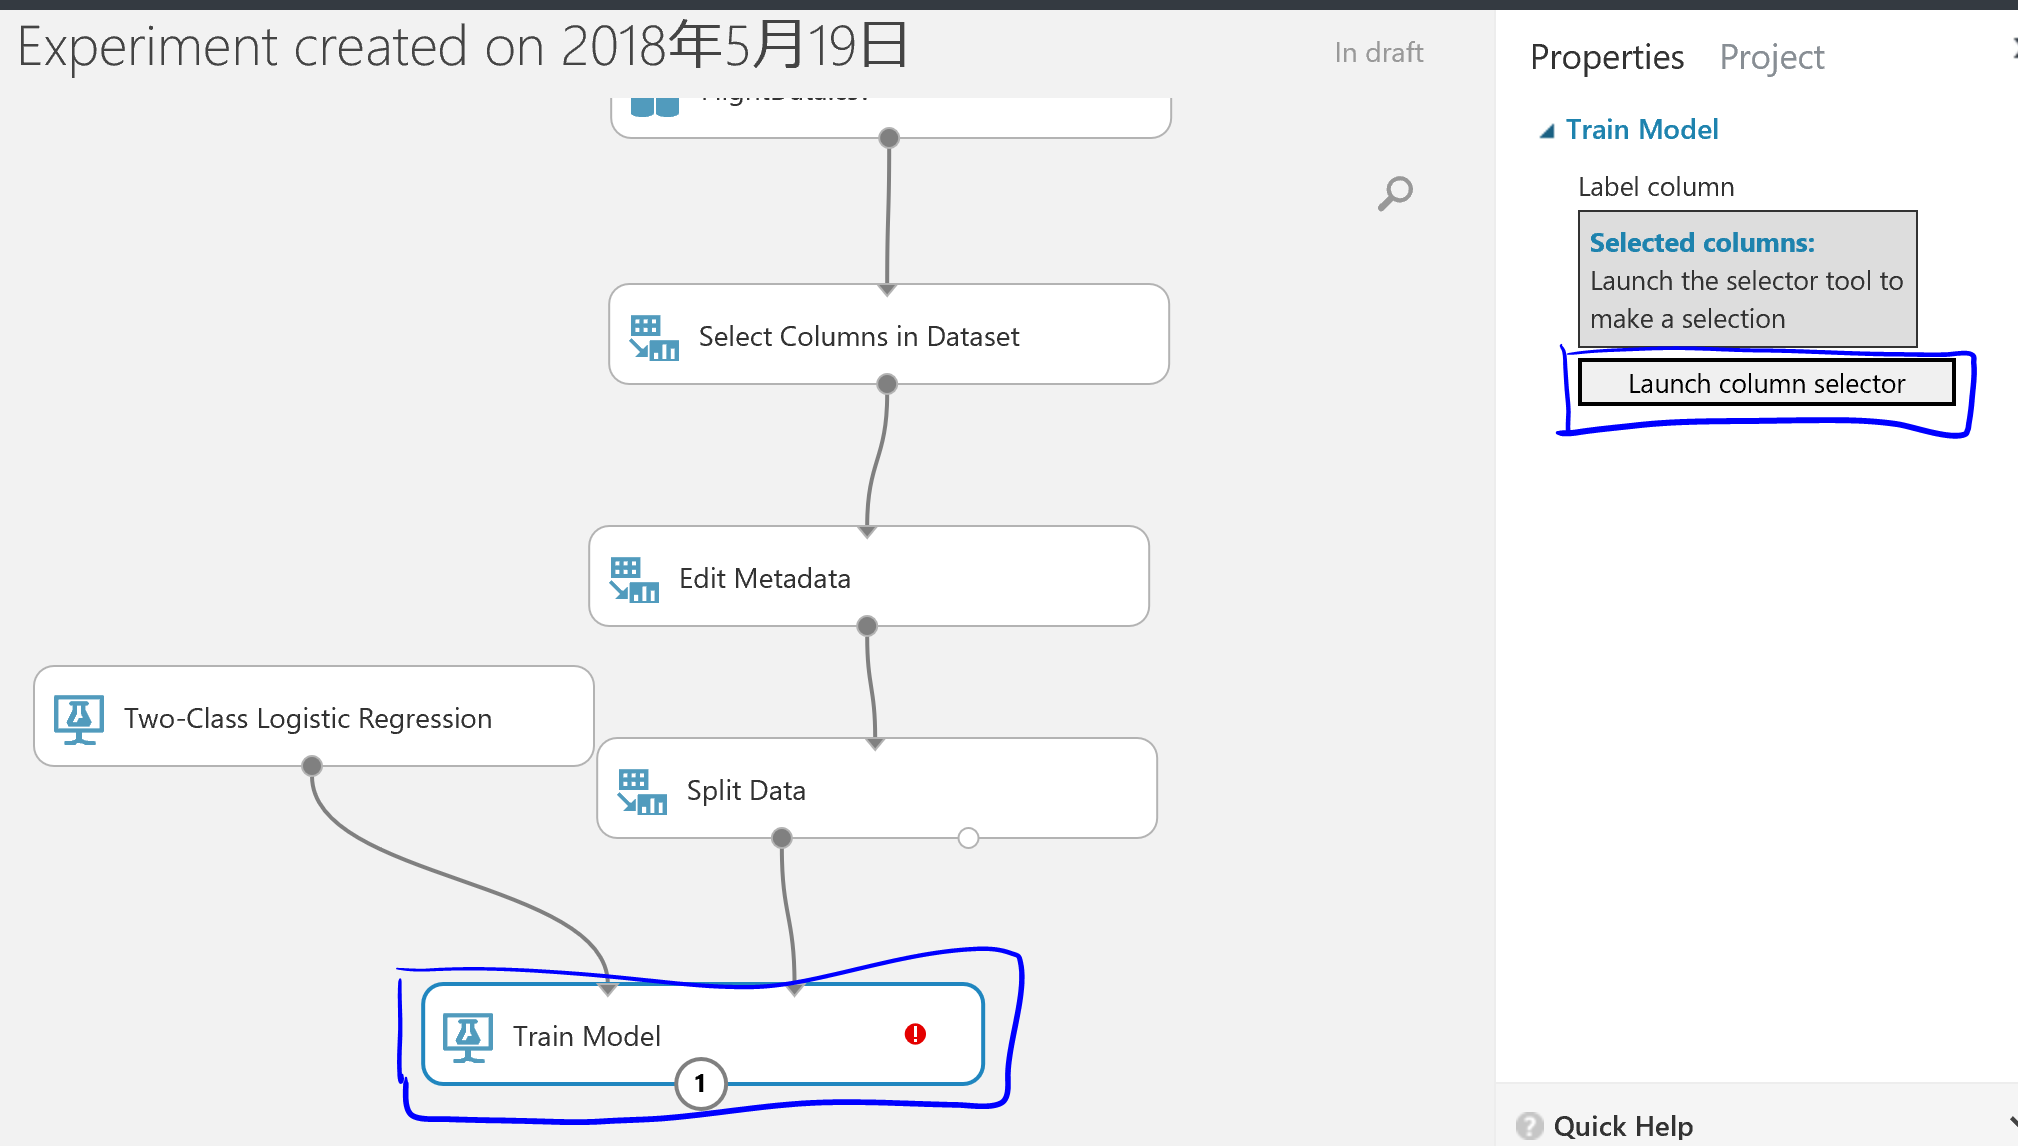 Experiment created on 2018年5月19日
In draft
Properties Project
Train Model
Label column
Selected columns:
Launch the selector tool to
make a selection
Launch column selector
Select Columns in Dataset
Edit Metadata
Two-Class Logistic Regression
Split Data
Train Model
1
Quick Help